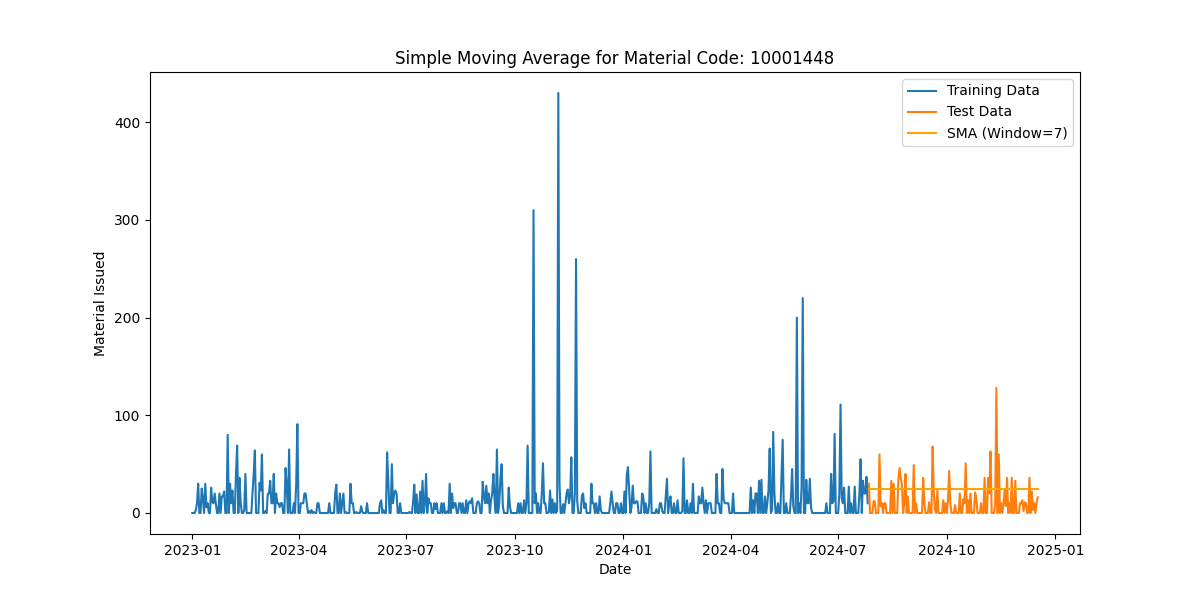 Simple Moving Average for Material Code: 10001448
Training Data
Test Data
SMA (Window=7)
Material Issued
400
300
200
100
0
2023-01 2023-04 2023-07 2023-10 2024-01 2024-04 2024-07 2024-10 2025-01
Date